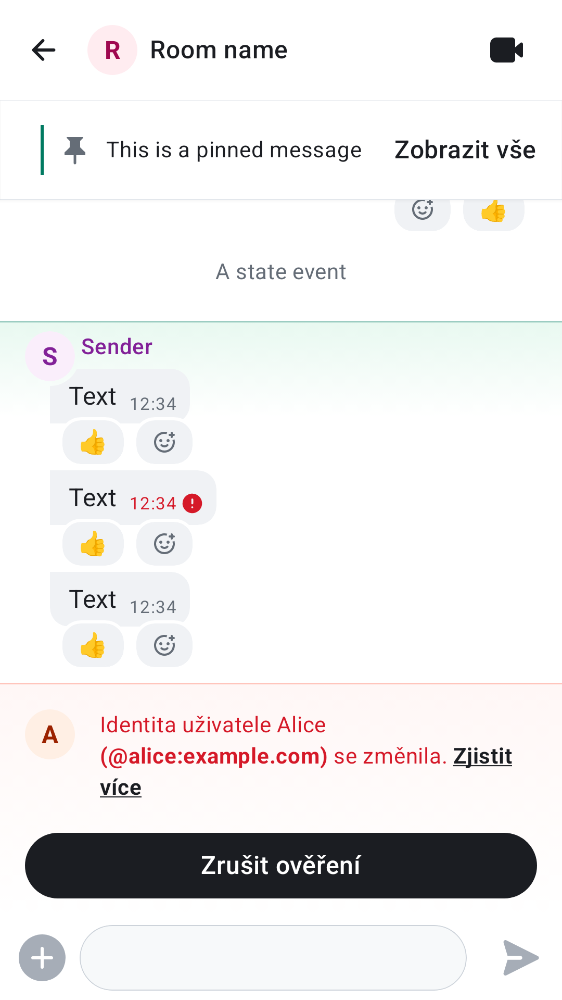 R Room name
This is a pinned message Zobrazit vše
A state event
S Sender
Text 12:34
Text 12:34
Text 12:34
A Identita uživatele Alice
(@alice:example.com) se změnila. Zjistit
více
Zrušit ověření